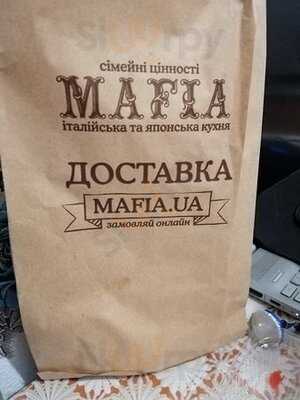 сімейні цінності
MAFIA
італійська та японська кухня
ДОСТАВКА
MAFIA.UA
замовляй онлайн